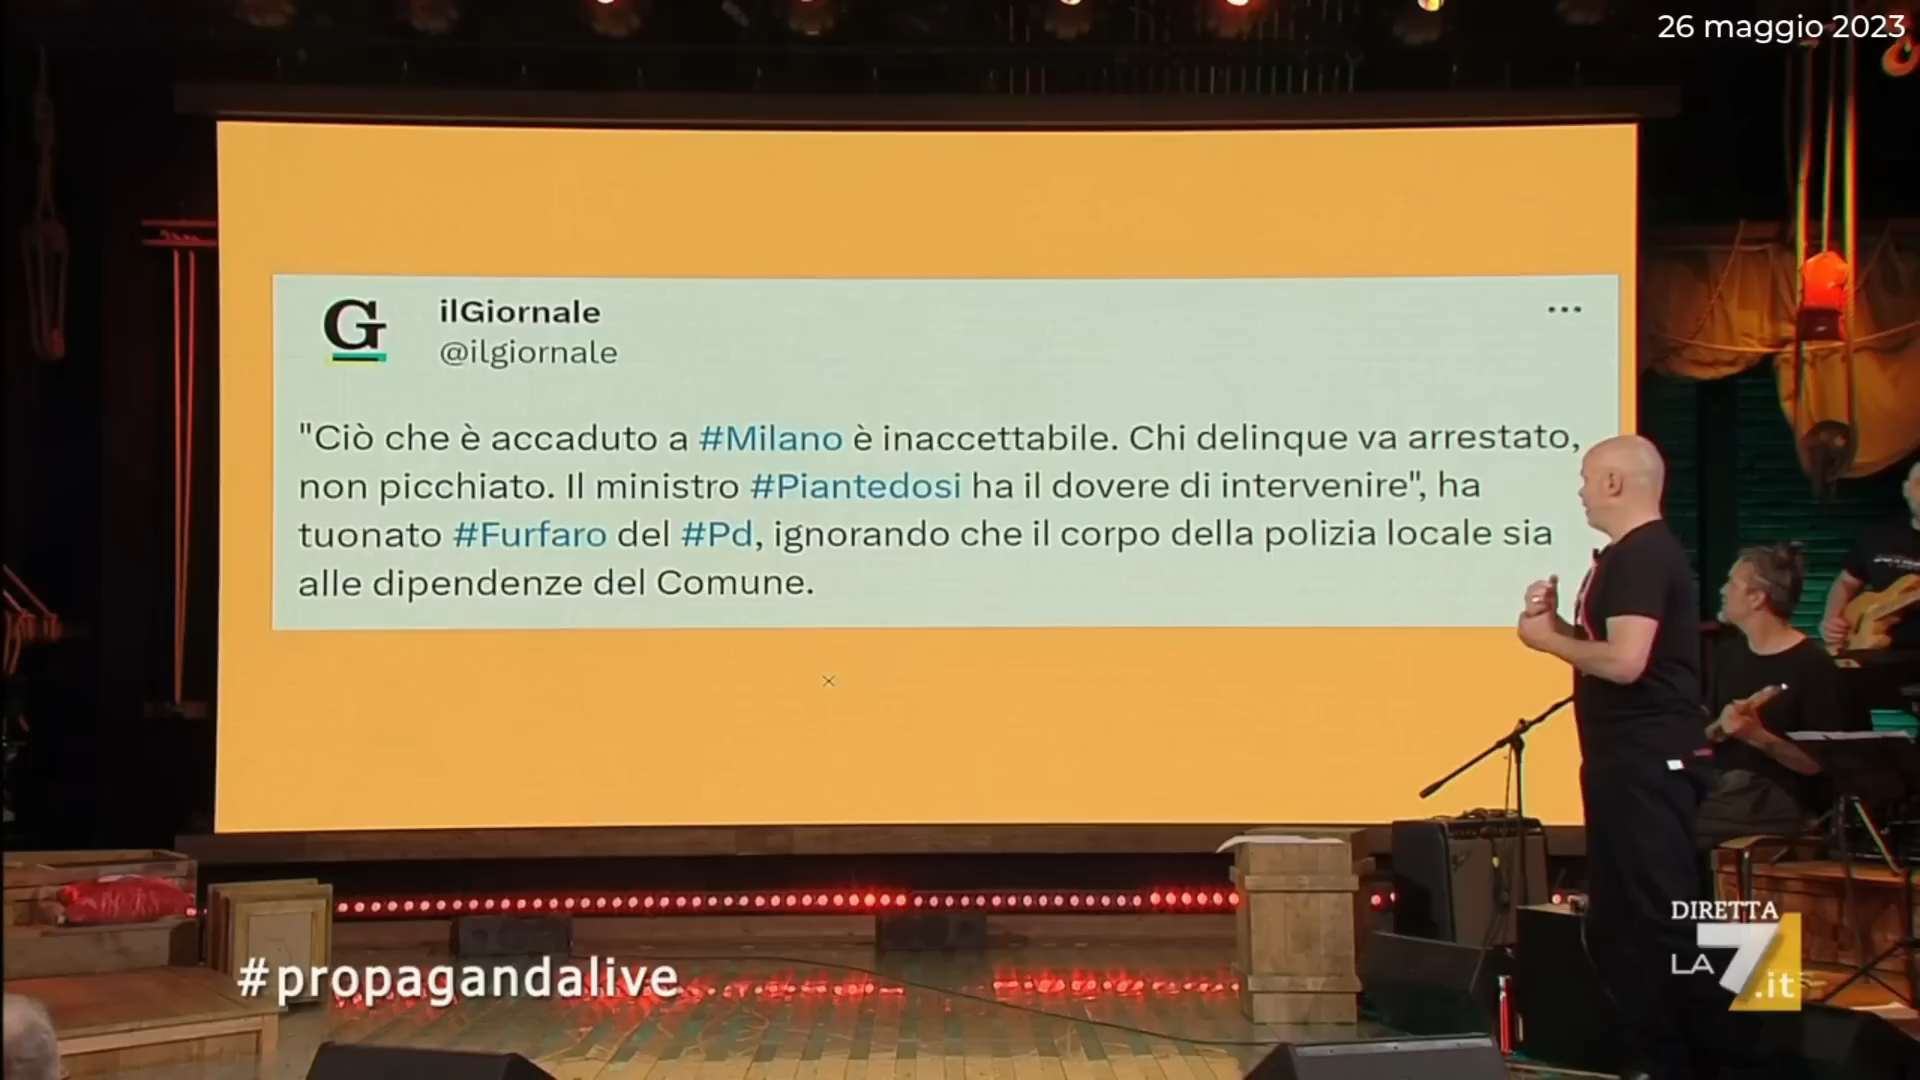 26 maggio 2023
G
ilGiornale
@ilgiornale
"Ciò che è accaduto a #Milano è inaccettabile. Chi delinque va arrestato,
non picchiato. Il ministro #Piantedosi ha il dovere di intervenire", ha
tuonato #Furfaro del #Pd, ignorando che il corpo della polizia locale sia
alle dipendenze del Comune.
#propagandalive
DIRETTA
LA7.it